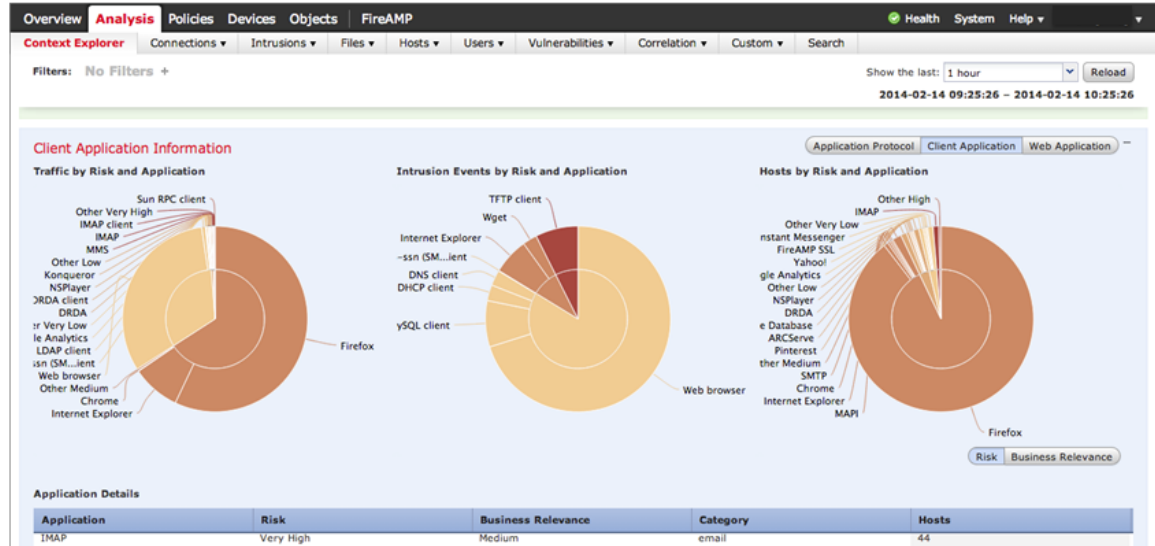 Overview Analysis Policies Devices Objects FireAMP Health System Help
Context Explorer Connections Intrusions Files Hosts Users Vulnerabilities Correlation Custom Search
Filters: No Filters + Show the last: 1 hour Reload
2014-02-14 09:25:26 – 2014-02-14 10:25:26
Client Application Information Application Protocol Client Application Web Application –
Traffic by Risk and Application
Sun RPC client
Other Very High
IMAP client
IMAP
MMS
Other Low
Konqueror
NSPlayer
DRDA client
DRDA
er Very Low
le Analytics
LDAP client
ssn (SM...ient
Web browser
Other Medium
Chrome
Internet Explorer
Firefox
Intrusion Events by Risk and Application
TFTP client
Wget
Internet Explorer
-ssn (SM...ient
DNS client
DHCP client
ySQL client
Web browser
Hosts by Risk and Application
Other High
IMAP
Other Very Low
nstant Messenger
FireAMP SSL
Yahoo!
gle Analytics
Other Low
NSPlayer
DRDA
e Database
ARCServe
Pinterest
ther Medium
SMTP
Chrome
Internet Explorer
MAPI
Firefox
Risk Business Relevance
Application Details
Application Risk Business Relevance Category Hosts
IMAP Very High Medium email 44